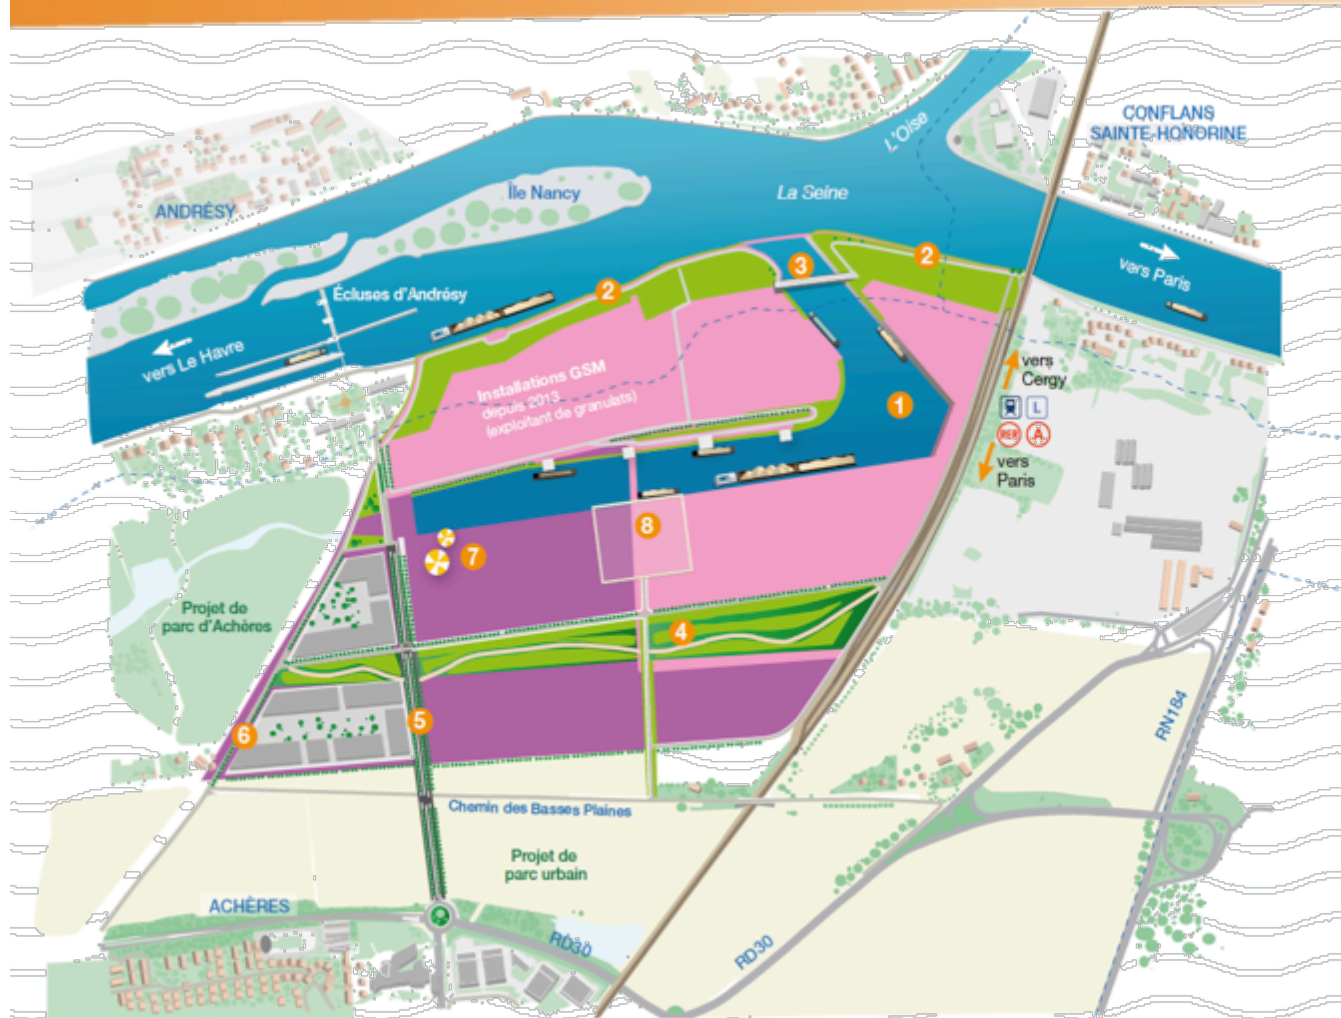 CONFLANS
SAINTE-HONORINE
L'Oise
La Seine
Île Nancy
ANDRÉSY
vers Paris
Écluses d'Andrésy
vers Le Havre
2
3
2
Installations GSM
depuis 2013
(exploitant de granulats)
1
vers
Cergy
L
RER
A
vers
Paris
8
7
Projet de
parc d'Achères
4
5
6
RN184
Chemin des Basses Plaines
Projet de
parc urbain
ACHÈRES
RD30
RD30